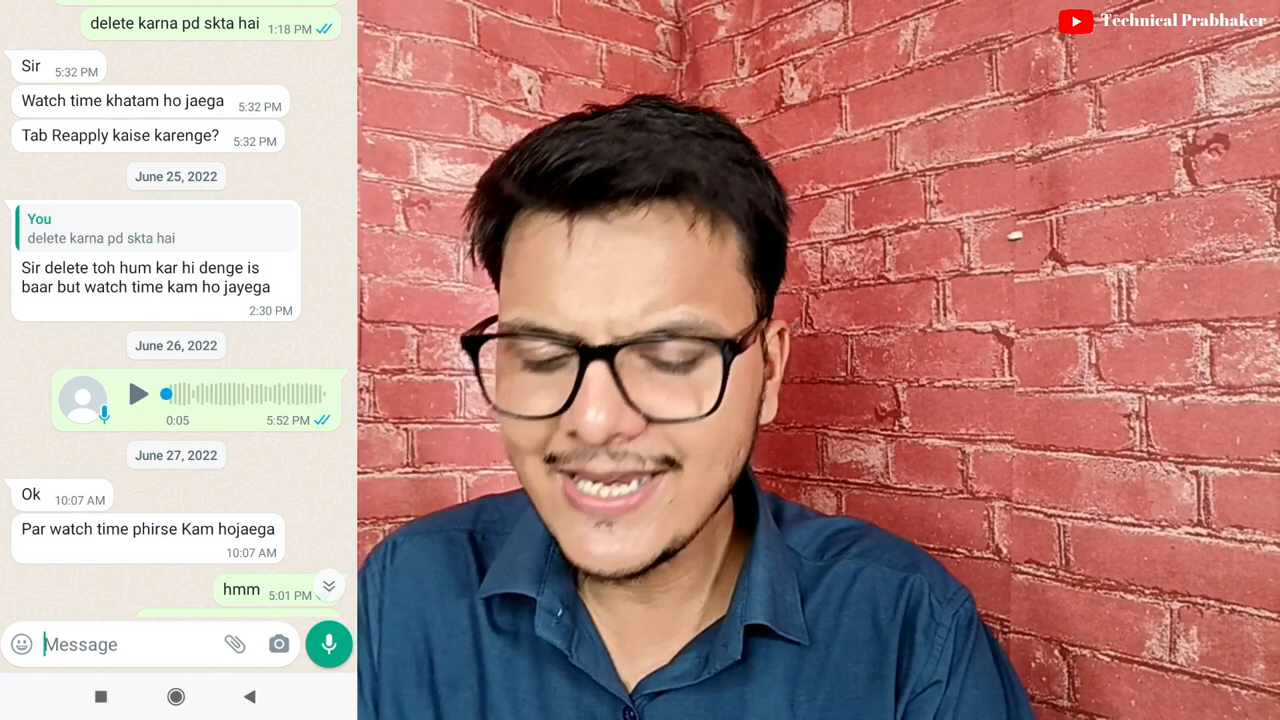 delete karna pd skta hai 1:18 PM
Technical Prabhaker
Sir 5:32 PM
Watch time khatam ho jaega 5:32 PM
Tab Reapply kaise karenge? 5:32 PM
June 25, 2022
You
delete karna pd skta hai
Sir delete toh hum kar hi denge is
baar but watch time kam ho jayega
2:30 PM
June 26, 2022
0:05 5:52 PM
June 27, 2022
Ok 10:07 AM
Par watch time phirse Kam hojaega
10:07 AM
hmm 5:01 PM
Message